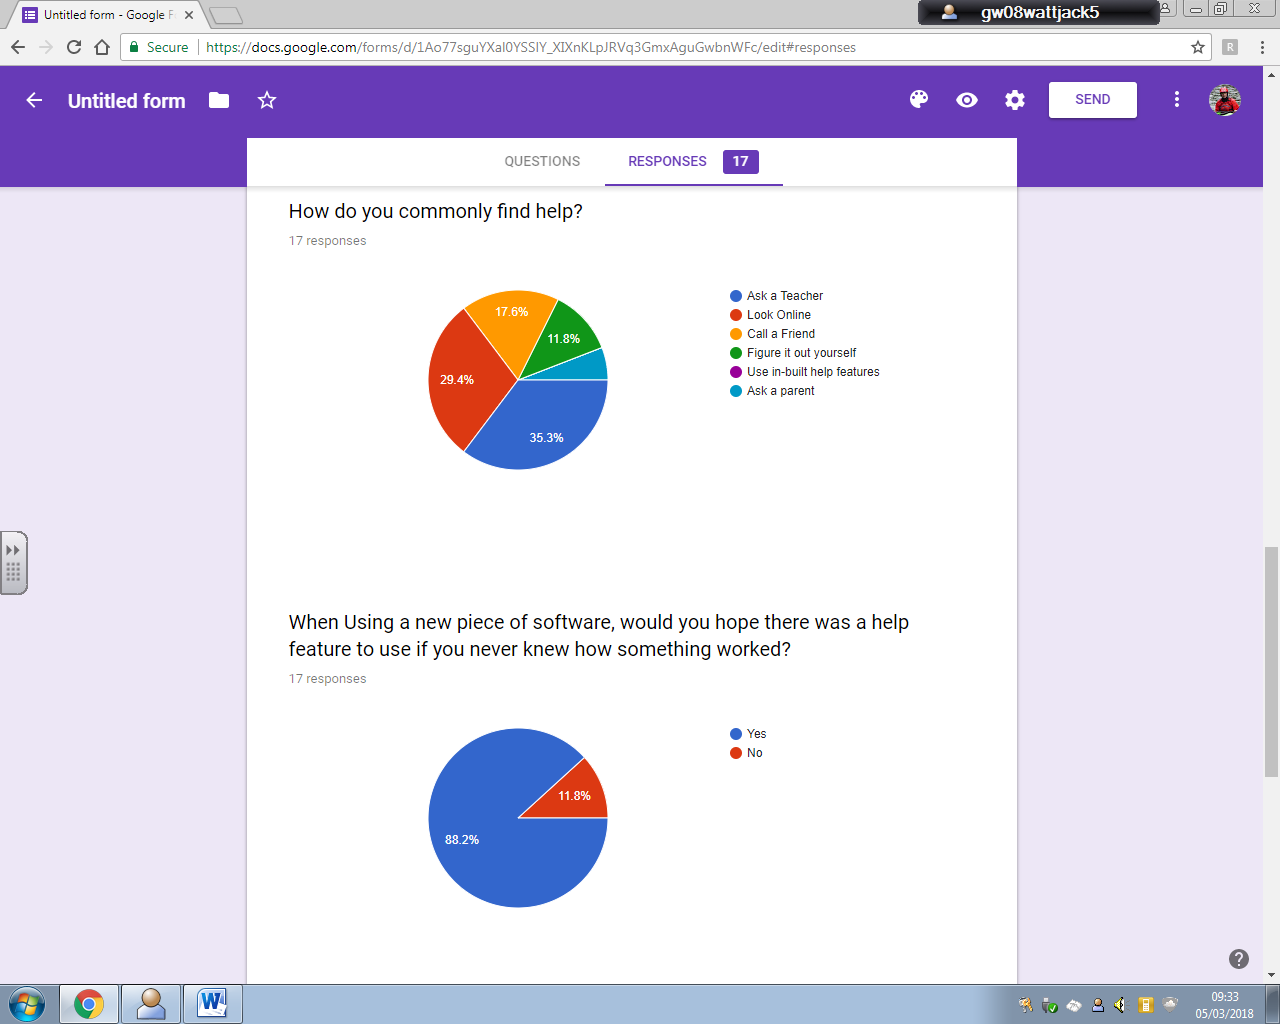 Untitled form - Google F
gw08wattjack5
Secure
https://docs.google.com/forms/d/1Ao77sguYXal0YSSlY_XIXnKLpJRVq3GmxAguGwbnWFc/edit#responses
R
Untitled form
SEND
QUESTIONS
RESPONSES 17
How do you commonly find help?
17 responses
17.6%
11.8%
29.4%
35.3%
Ask a Teacher
Look Online
Call a Friend
Figure it out yourself
Use in-built help features
Ask a parent
When Using a new piece of software, would you hope there was a help
feature to use if you never knew how something worked?
17 responses
11.8%
88.2%
Yes
No
?
W
09:33
05/03/2018